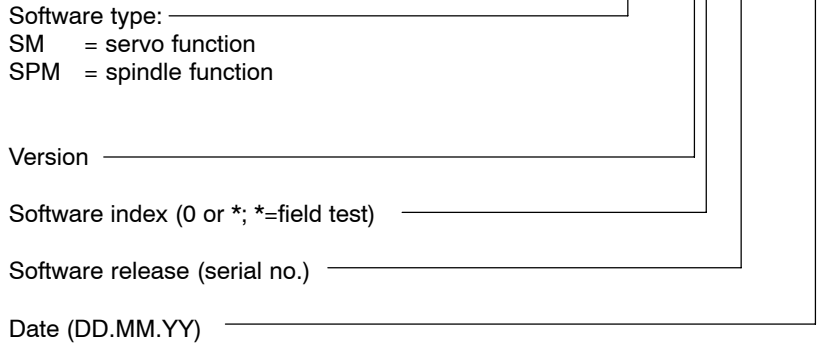 Software type:
SM = servo function
SPM = spindle function
Version
Software index (0 or *; *=field test)
Software release (serial no.)
Date (DD.MM.YY)